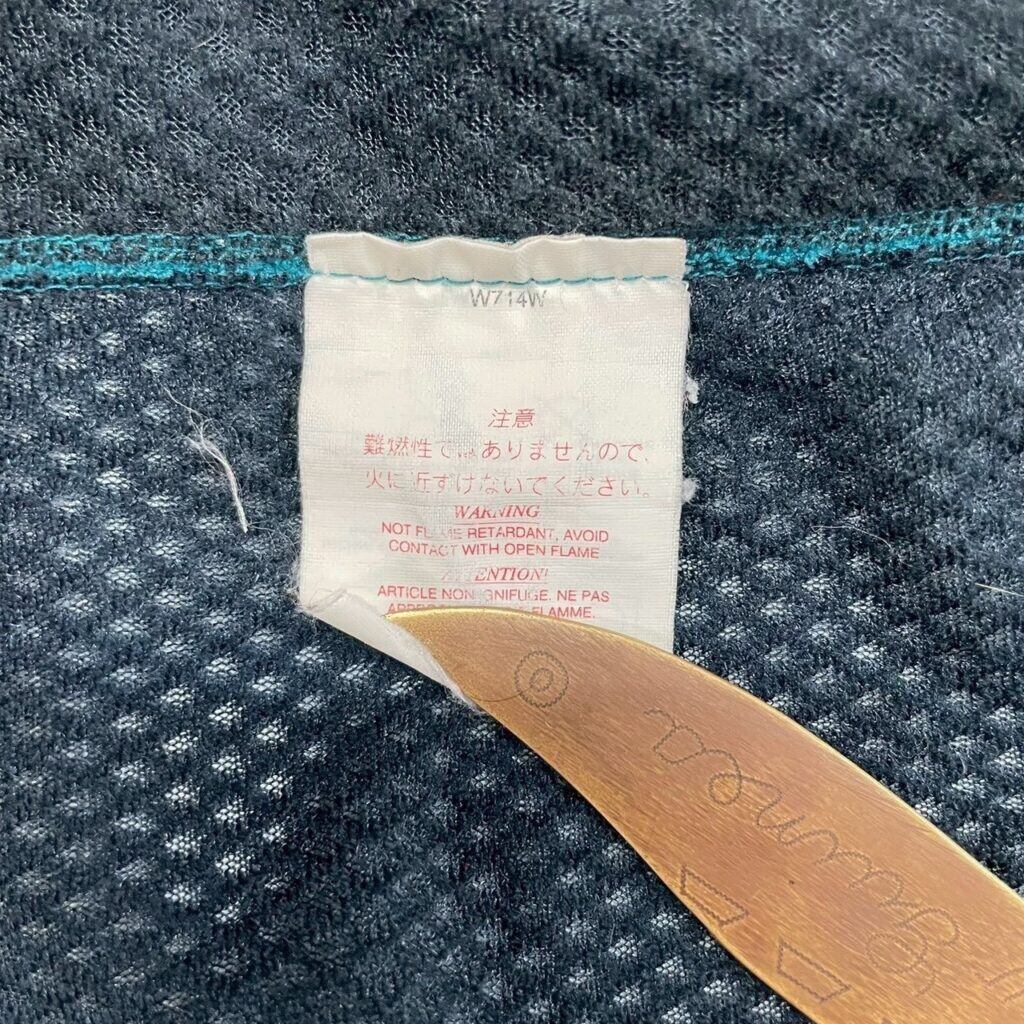 W714W
注意
難燃性ではありませんので、
火に近ずけないでください。
WARNING
NOT FLAME RETARDANT, AVOID
CONTACT WITH OPEN FLAME
ATTENTION!
ARTICLE NON IGNIFUGE. NE PAS
FLAMME.